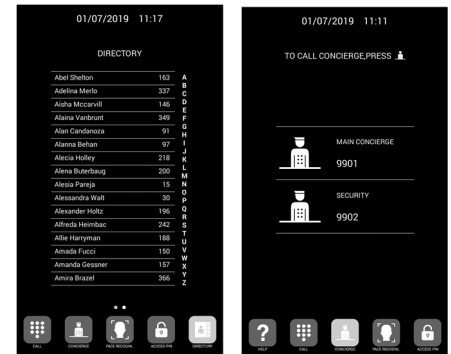 01/07/2019 11:17
DIRECTORY
Abel Shelton 163
Adelina Merlo 337
Aisha Mccarvill 146
Alaina Vanbrunt 349
Alan Candanoza 91
Alanna Behan 97
Alecia Holley 218
Alena Buterbaug 200
Alesia Pareja 15
Alessandra Walt 30
Alexander Holtz 196
Alfreda Heimbac 242
Allie Harryman 188
Amada Fucci 150
Amanda Gessner 157
Amira Brazel 366
A
B
C
D
E
F
G
H
I
J
K
L
M
N
O
P
Q
R
S
T
U
V
W
X
Y
Z
CALL
CONCIERGE
FACE RECOGNI.
ACCESS PIN
DIRECTORY
01/07/2019 11:11
TO CALL CONCIERGE,PRESS
MAIN CONCIERGE
9901
SECURITY
9902
?
HELP
CALL
CONCIERGE
FACE RECOGNI.
ACCESS PIN